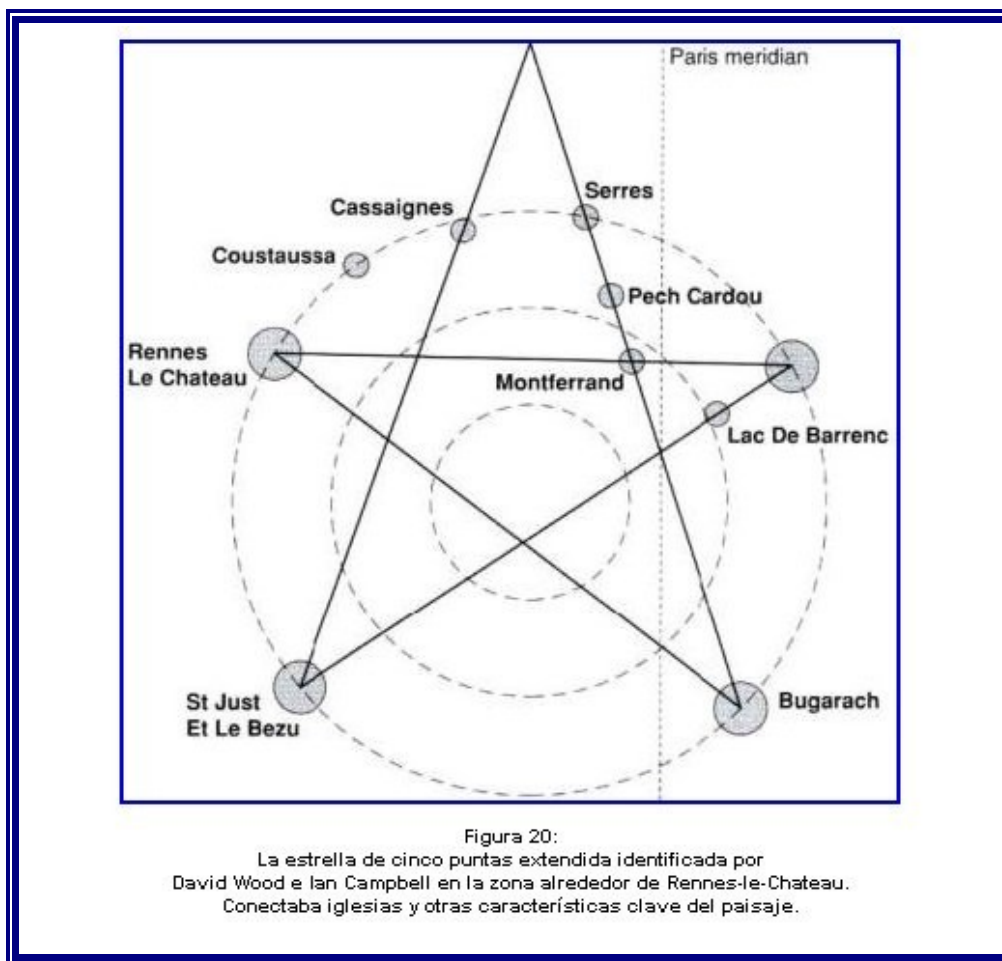 Paris meridian
Serres
Cassaignes
Coustaussa
Pech Cardou
Rennes
Le Chateau
Montferrand
Lac De Barrenc
St Just
Et Le Bezu
Bugarach
Figura 20:
La estrella de cinco puntas extendida identificada por
David Wood e Ian Campbell en la zona alrededor de Rennes-le-Chateau.
Conectaba iglesias y otras características clave del paisaje.